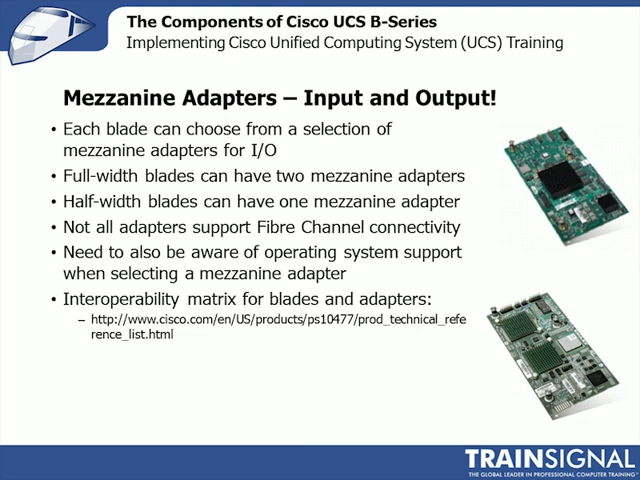 The Components of Cisco UCS B-Series
Implementing Cisco Unified Computing System (UCS) Training
Mezzanine Adapters – Input and Output!
• Each blade can choose from a selection of
mezzanine adapters for I/O
• Full-width blades can have two mezzanine adapters
• Half-width blades can have one mezzanine adapter
• Not all adapters support Fibre Channel connectivity
• Need to also be aware of operating system support
when selecting a mezzanine adapter
• Interoperability matrix for blades and adapters:
– http://www.cisco.com/en/US/products/ps10477/prod_technical_refe
rence_list.html
TRAINSIGNAL
THE GLOBAL LEADER IN PROFESSIONAL COMPUTER TRAINING